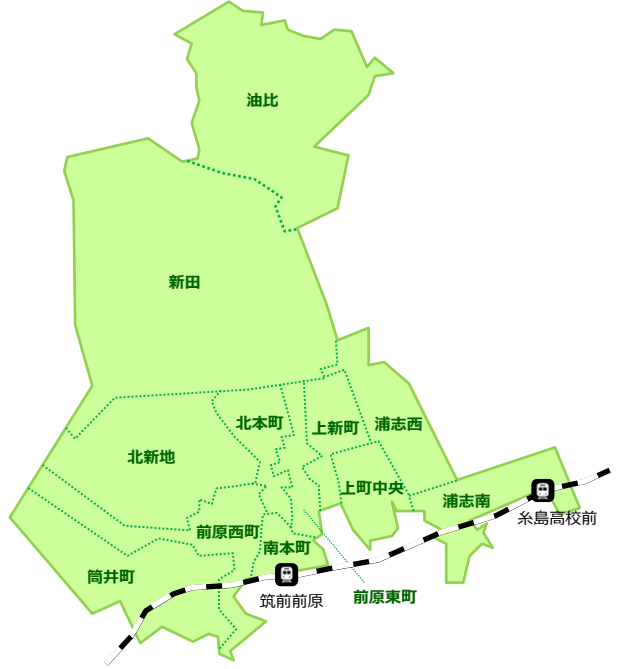 油比
新田
北本町
上新町
浦志西
北新地
上町中央
浦志南
糸島高校前
前原西町
南本町
筒井町
筑前前原
前原東町